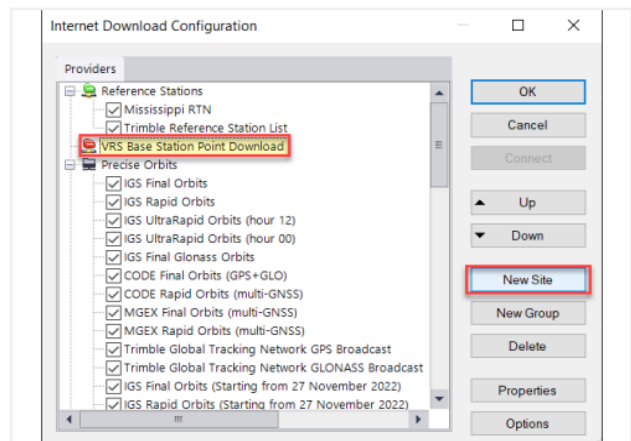 Internet Download Configuration
Providers
Reference Stations
Mississippi RTN
Trimble Reference Station List
VRS Base Station Point Download
Precise Orbits
IGS Final Orbits
IGS Rapid Orbits
IGS UltraRapid Orbits (hour 12)
IGS UltraRapid Orbits (hour 00)
IGS Final Glonass Orbits
CODE Final Orbits (GPS+GLO)
CODE Rapid Orbits (multi-GNSS)
MGEX Final Orbits (multi-GNSS)
MGEX Rapid Orbits (multi-GNSS)
Trimble Global Tracking Network GPS Broadcast
Trimble Global Tracking Network GLONASS Broadcast
IGS Final Orbits (Starting from 27 November 2022)
IGS Rapid Orbits (Starting from 27 November 2022)
OK
Cancel
Connect
Up
Down
New Site
New Group
Delete
Properties
Options